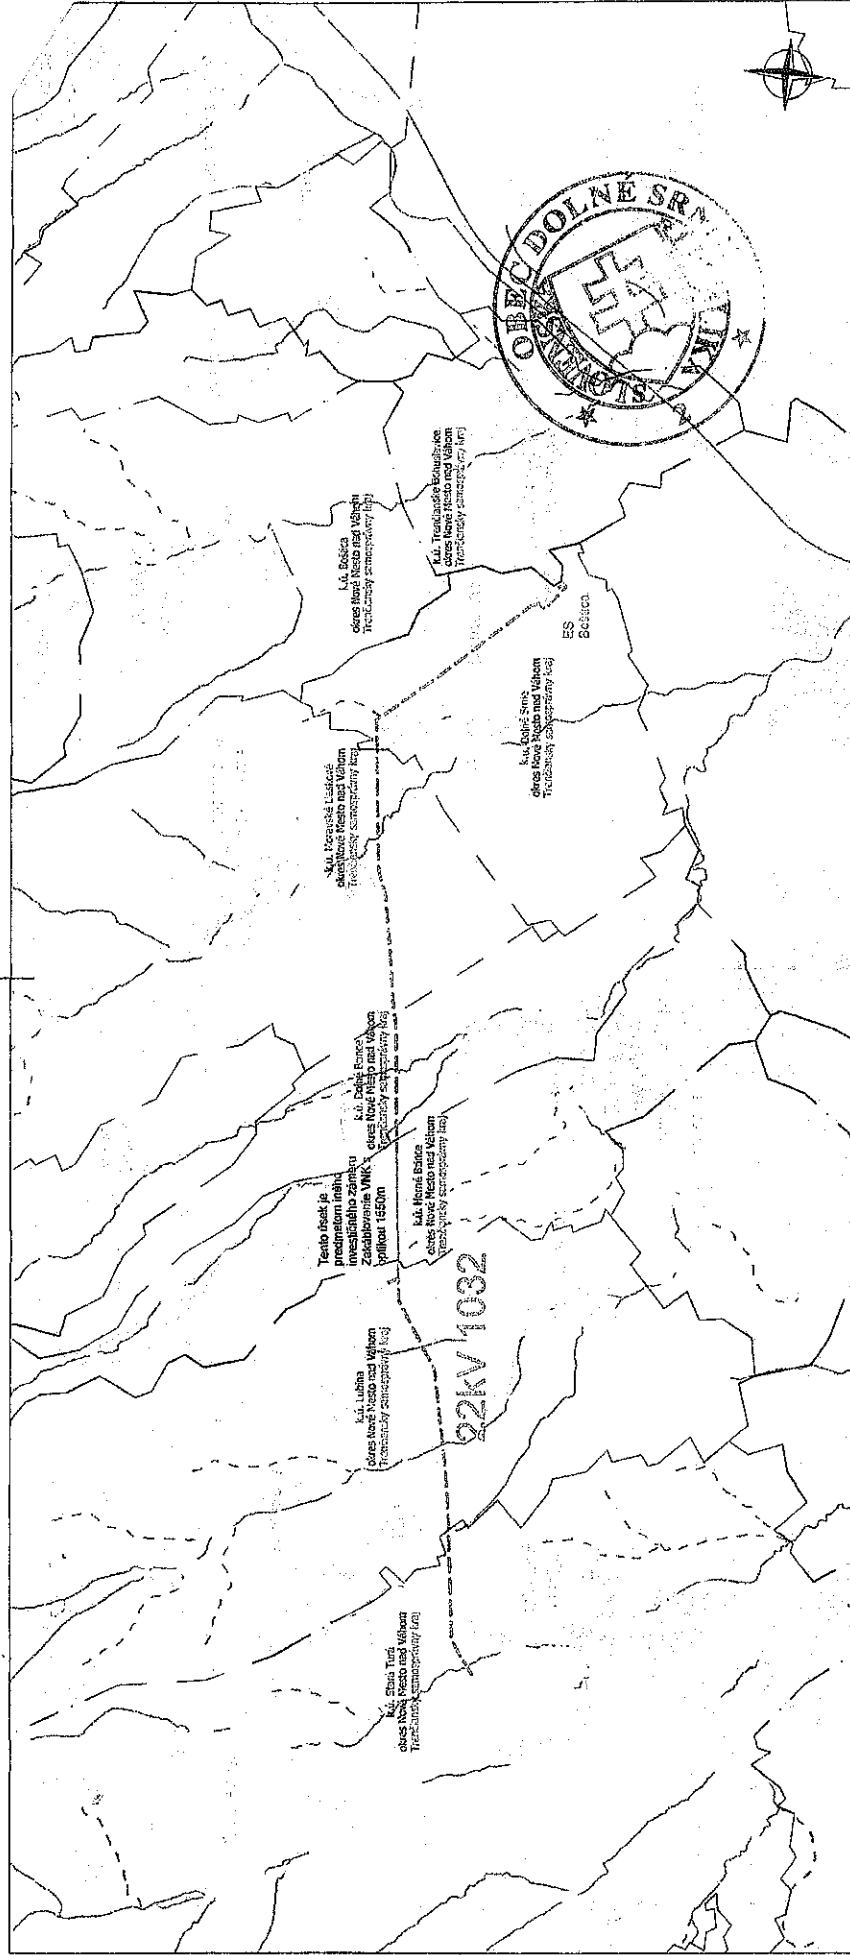 k.ú. Stará Turá
okres Nové Mesto nad Váhom
Trenčiansky samosprávny kraj
k.ú. Lubina
okres Nové Mesto nad Váhom
Trenčiansky samosprávny kraj
22kV 1032
Tento úsek je
predmetom iného
investičného zámeru
Zakáblovanie VNK s
optikou 1550m
k.ú. Horné Bzince
okres Nové Mesto nad Váhom
Trenčiansky samosprávny kraj
k.ú. Dolné Bzince
okres Nové Mesto nad Váhom
Trenčiansky samosprávny kraj
k.ú. Moravské Lieskové
okres Nové Mesto nad Váhom
Trenčiansky samosprávny kraj
k.ú. Dolné Srnie
okres Nové Mesto nad Váhom
Trenčiansky samosprávny kraj
k.ú. Bošáca
okres Nové Mesto nad Váhom
Trenčiansky samosprávny kraj
k.ú. Trenčianske Bohuslavice
okres Nové Mesto nad Váhom
Trenčiansky samosprávny kraj
ES
Bošáca
OBEC DOLNÉ SRN
SLOVENSKÁ
2